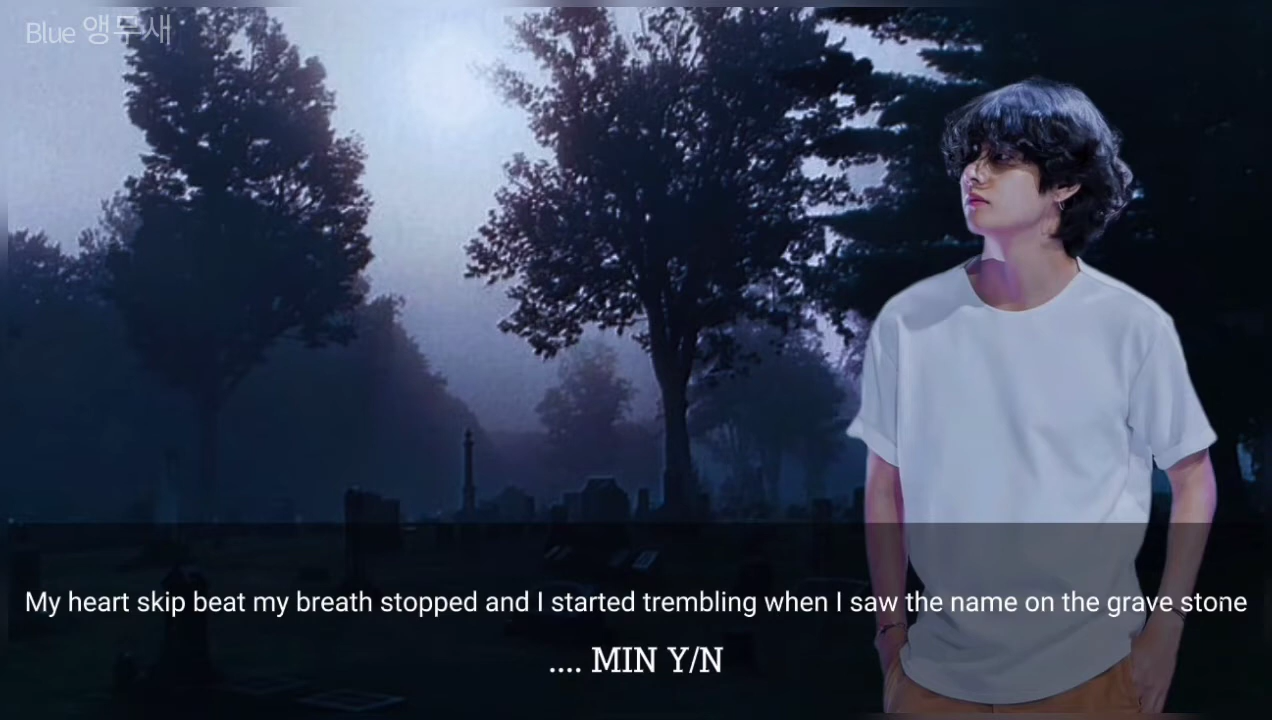 Blue 앵두새
My heart skip beat my breath stopped and I started trembling when I saw the name on the grave stone
.... MIN Y/N